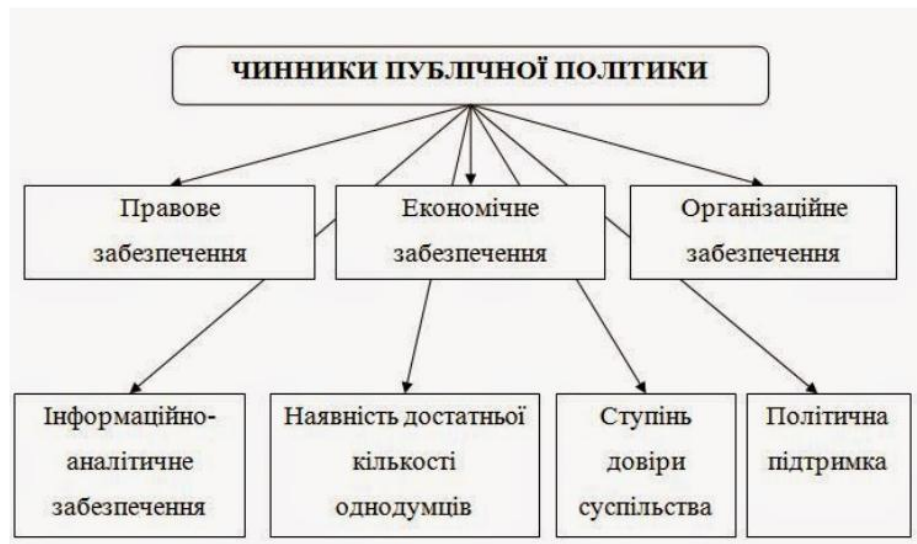 ЧИННИКИ ПУБЛІЧНОЇ ПОЛІТИКИ
Правове
забезпечення
Економічне
забезпечення
Організаційне
забезпечення
Інформаційно-
аналітичне
забезпечення
Наявність достатньої
кількості
однодумців
Ступінь
довіри
суспільства
Політична
підтримка